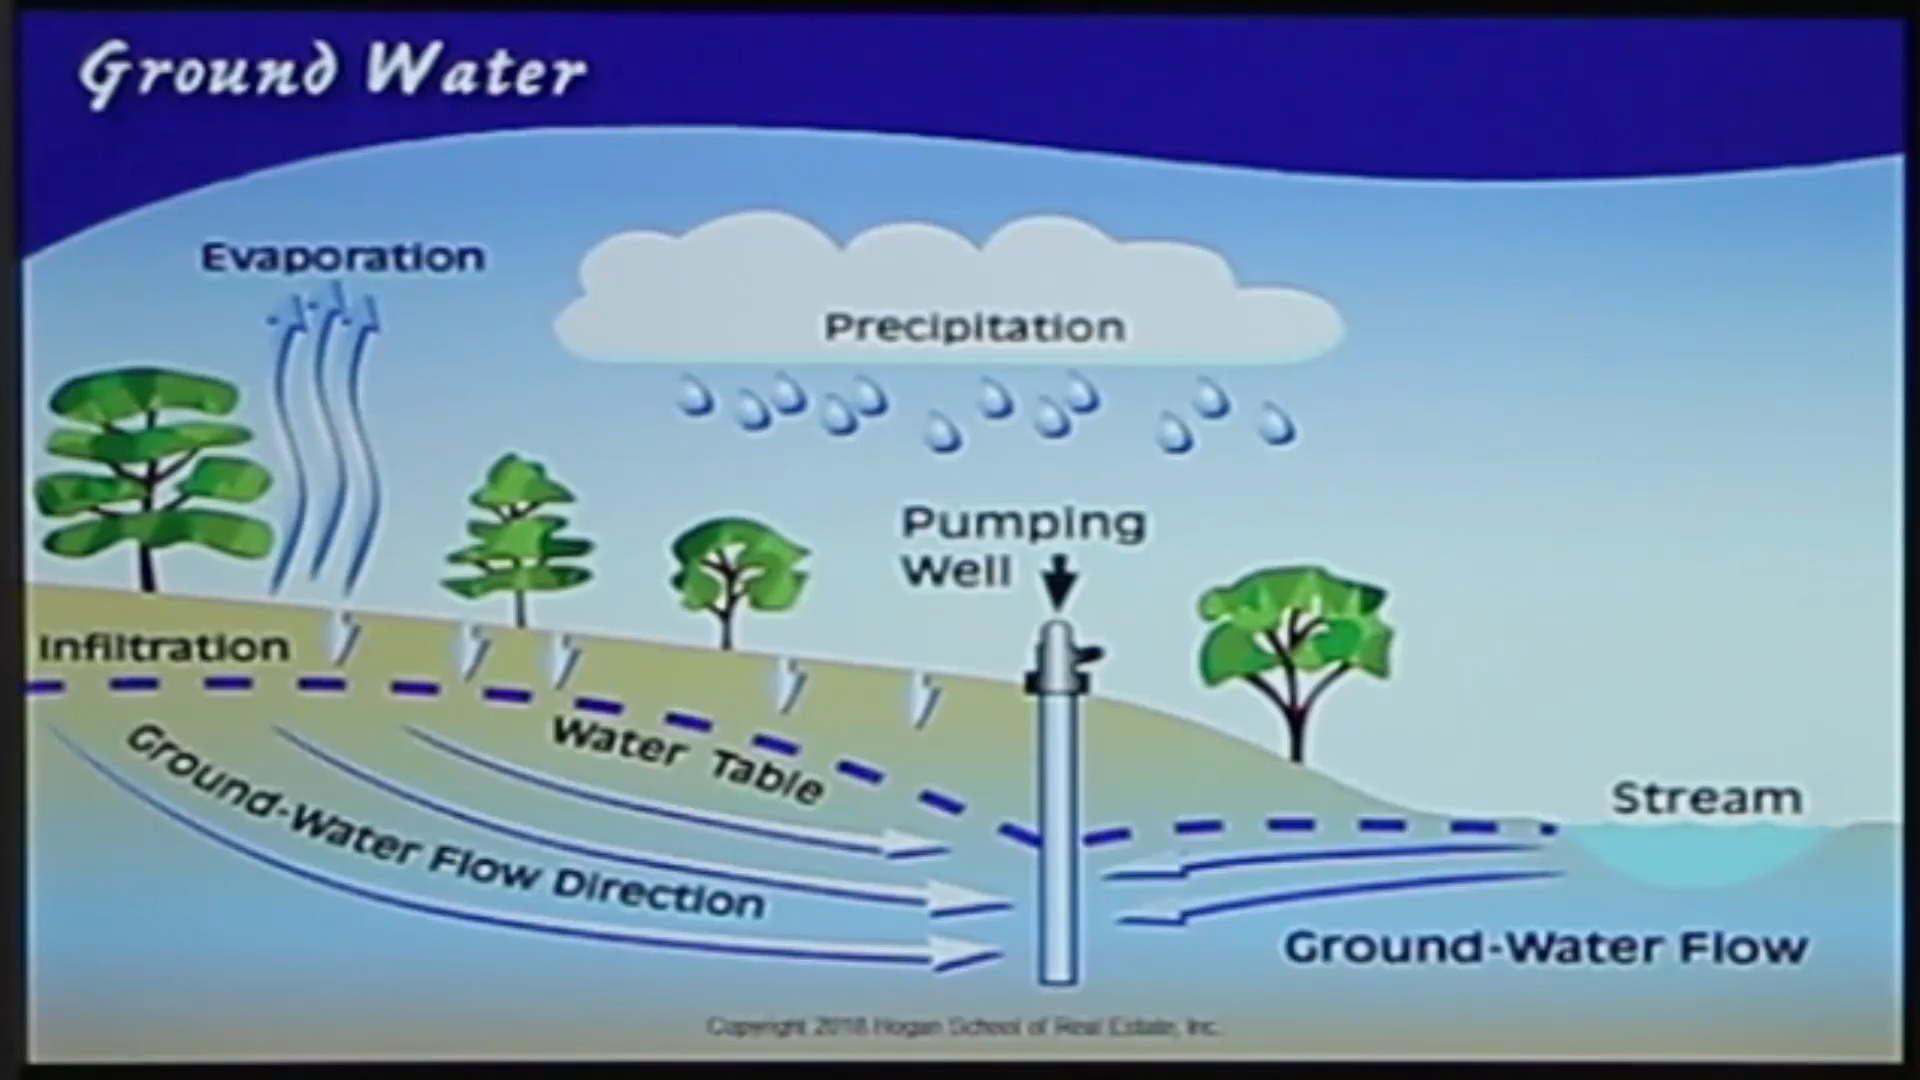 Ground Water
Evaporation
Precipitation
Pumping
Well
Infiltration
Water Table
Ground-Water Flow Direction
Stream
Ground-Water Flow
Copyright 2018 Hogan School of Real Estate, Inc.